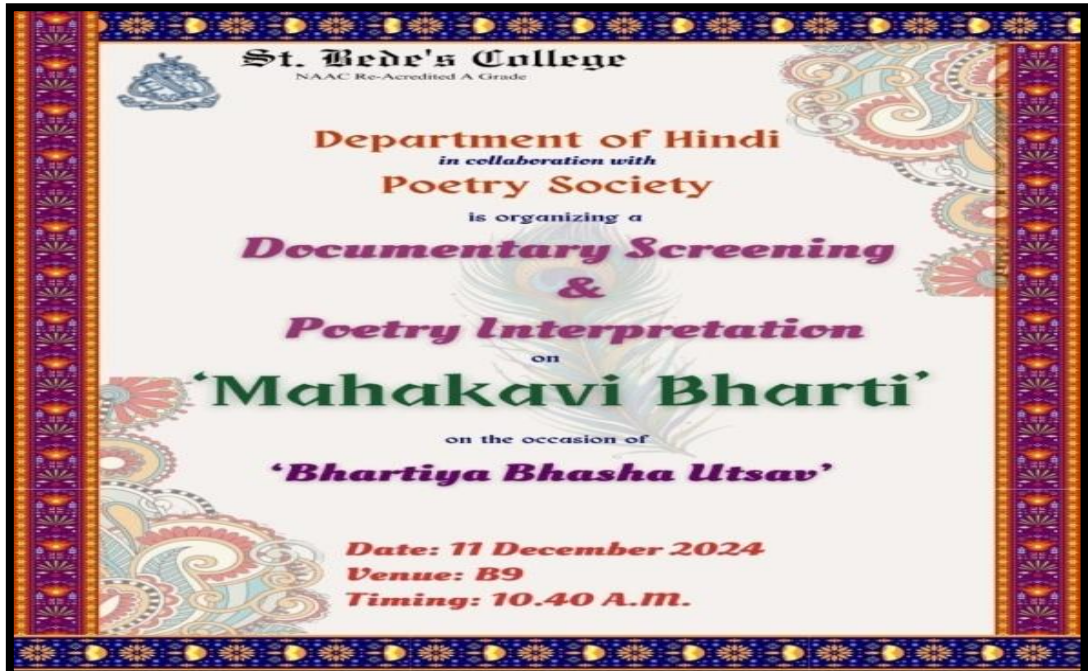 St. Bede's College
NAAC Re-Acredited A Grade
Department of Hindi
in collaboration with
Poetry Society
is organizing a
Documentary Screening
&
Poetry Interpretation
on
‘Mahakavi Bharti’
on the occasion of
‘Bhartiya Bhasha Utsav’
Date: 11 December 2024
Venue: B9
Timing: 10.40 A.M.